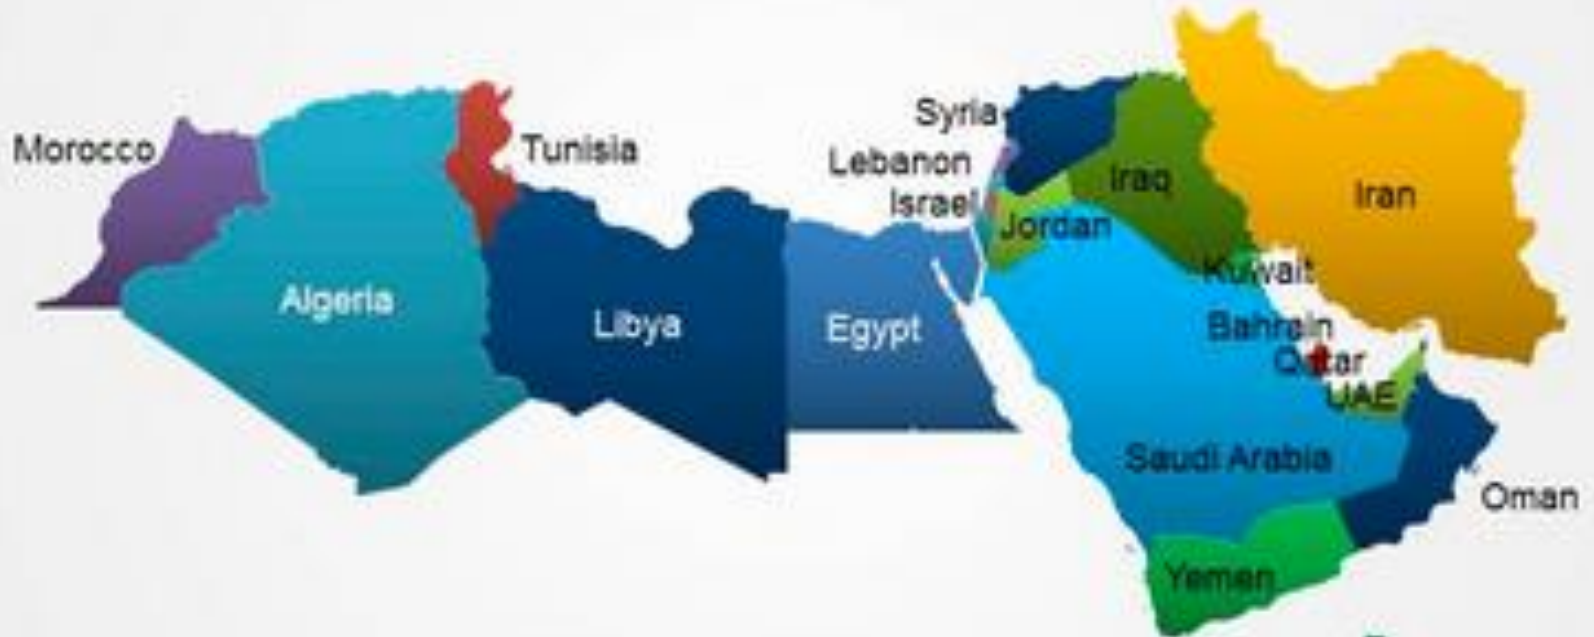 Morocco
Algeria
Tunisia
Libya
Egypt
Syria
Lebanon
Israel
Jordan
Iraq
Iran
Kuwait
Bahrain
Qatar
UAE
Saudi Arabia
Oman
Yemen